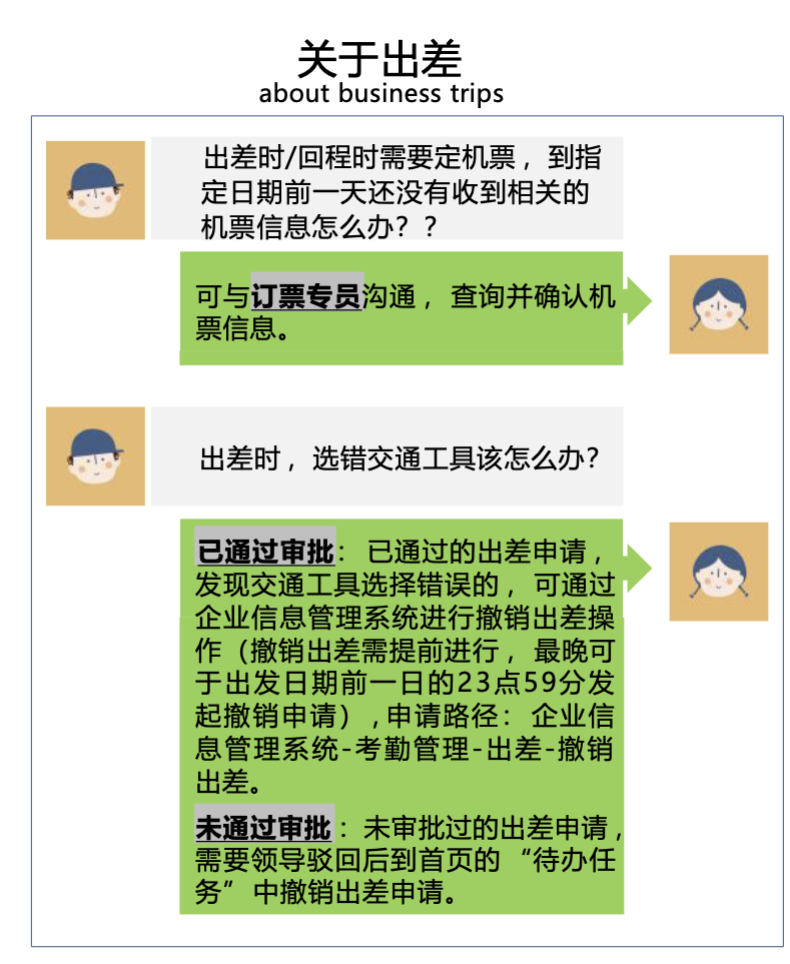 关于出差
about business trips
出差时/回程时需要定机票，到指
定日期前一天还没有收到相关的
机票信息怎么办？？
可与订票专员沟通，查询并确认机
票信息。
出差时，选错交通工具该怎么办？
已通过审批：已通过的出差申请，
发现交通工具选择错误的，可通过
企业信息管理系统进行撤销出差操
作（撤销出差需提前进行，最晚可
于出发日期前一日的23点59分发
起撤销申请）,申请路径：企业信
息管理系统-考勤管理-出差-撤销
出差。
未通过审批：未审批过的出差申请，
需要领导驳回后到首页的“待办任
务”中撤销出差申请。